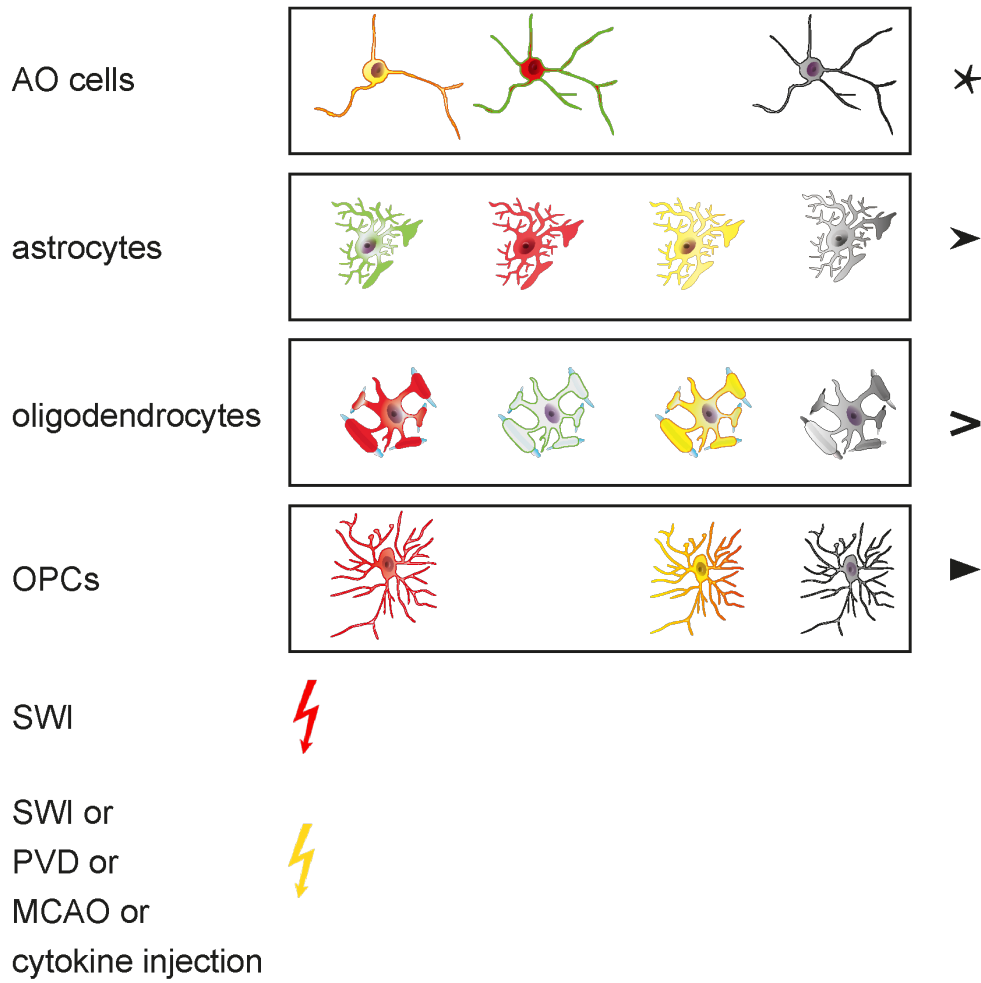 AO cells
astrocytes
oligodendrocytes
OPCs
SWI
SWI or
PVD or
MCAO or
cytokine injection